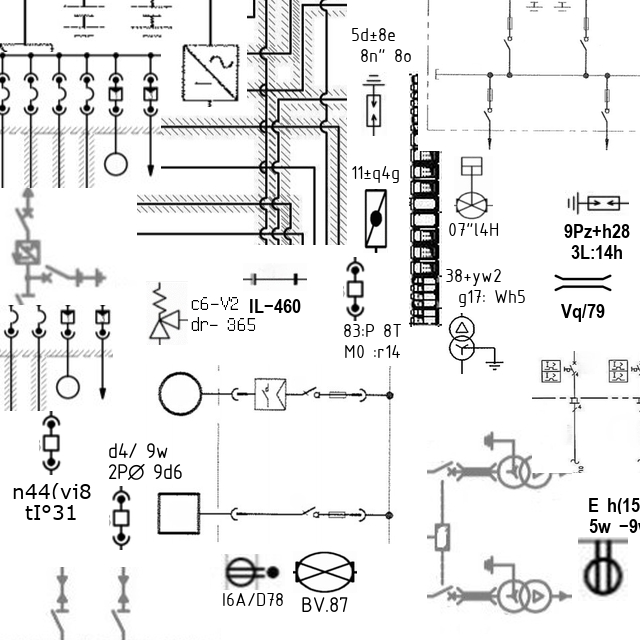 5d±8e
8n" 8o
11±q4g
07"l4H
9Pz+h28
3L:14h
38+yw2
g17: Wh5
Vq/79
c6-V2
dr- 365
IL-460
83:P 8T
M0 :r14
d4/ 9w
2PØ 9d6
n44(vi8
tI°31
E h(15
5w -9
I6A/D78
BV.87